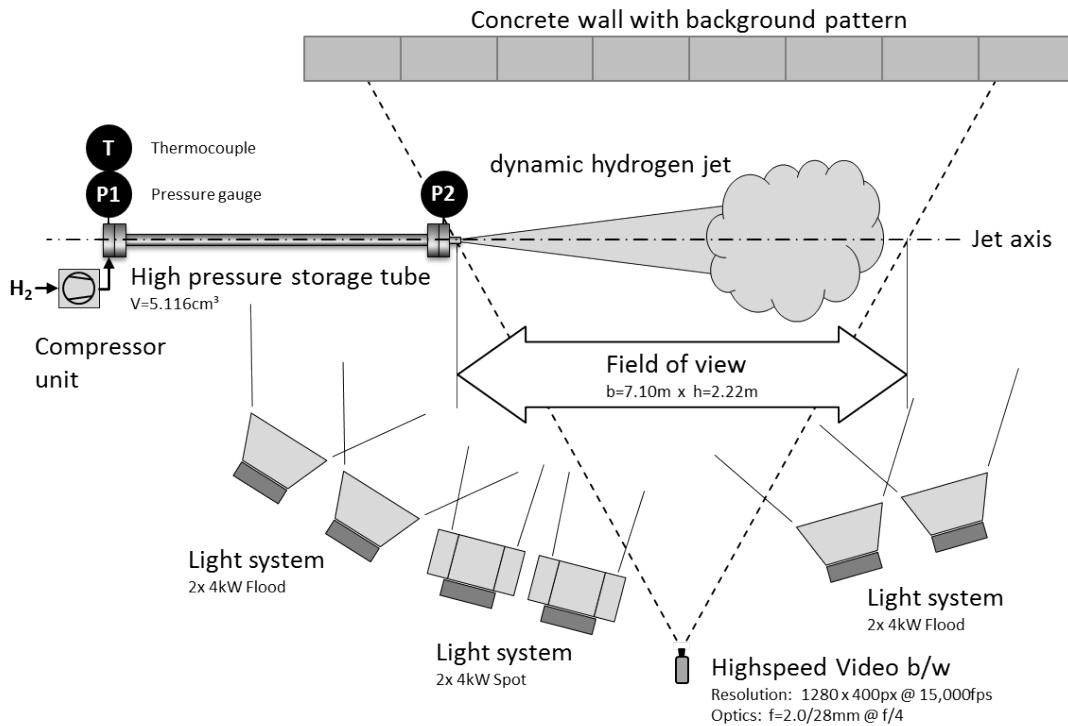 Concrete wall with background pattern
T
Thermocouple
P1
Pressure gauge
P2
dynamic hydrogen jet
Jet axis
H₂
High pressure storage tube
V=5.116cm³
Compressor
unit
Field of view
b=7.10m x h=2.22m
Light system
2x 4kW Flood
Light system
2x 4kW Spot
Light system
2x 4kW Flood
Highspeed Video b/w
Resolution: 1280 x 400px @ 15,000fps
Optics: f=2.0/28mm @ f/4